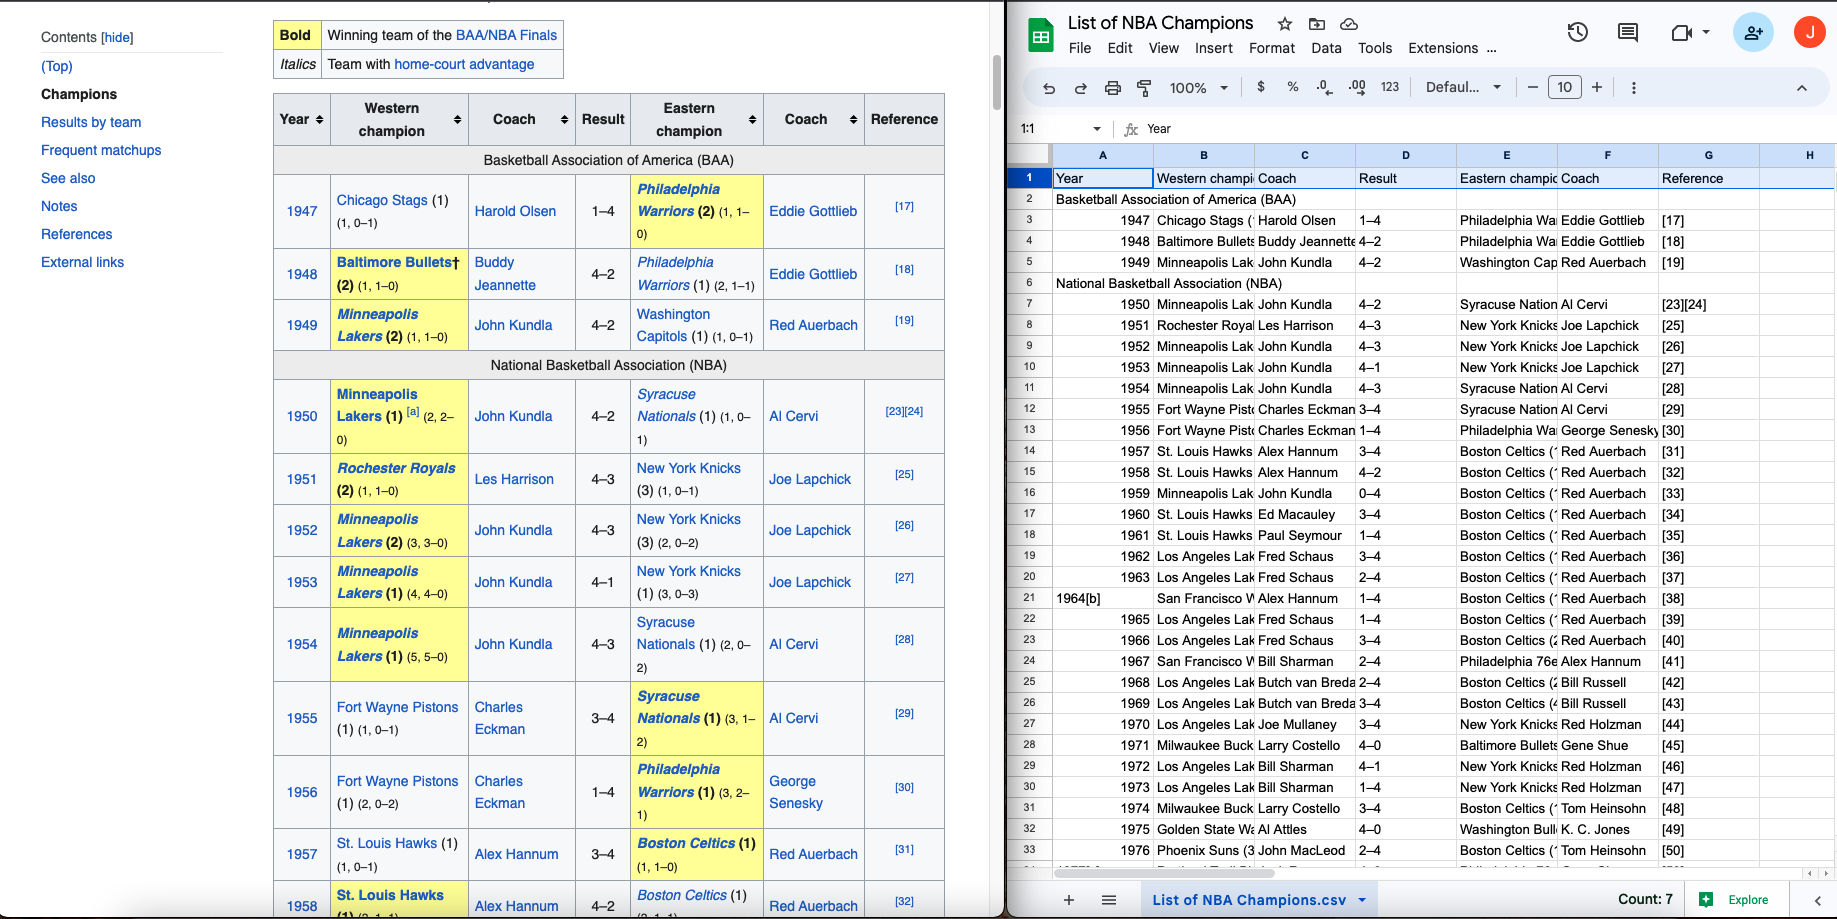 Contents [hide]
(Top)
Champions
Results by team
Frequent matchups
See also
Notes
References
External links
Bold Winning team of the BAA/NBA Finals
Italics Team with home-court advantage
Year Western champion Coach Result Eastern champion Coach Reference
Basketball Association of America (BAA)
1947 Chicago Stags (1) (1, 0–1) Harold Olsen 1–4 Philadelphia Warriors (2) (1, 1–0) Eddie Gottlieb [17]
1948 Baltimore Bullets† (2) (1, 1–0) Buddy Jeannette 4–2 Philadelphia Warriors (1) (2, 1–1) Eddie Gottlieb [18]
1949 Minneapolis Lakers (2) (1, 1–0) John Kundla 4–2 Washington Capitols (1) (1, 0–1) Red Auerbach [19]
National Basketball Association (NBA)
1950 Minneapolis Lakers (1) [a] (2, 2–0) John Kundla 4–2 Syracuse Nationals (1) (1, 0–1) Al Cervi [23][24]
1951 Rochester Royals (2) (1, 1–0) Les Harrison 4–3 New York Knicks (3) (1, 0–1) Joe Lapchick [25]
1952 Minneapolis Lakers (2) (3, 3–0) John Kundla 4–3 New York Knicks (3) (2, 0–2) Joe Lapchick [26]
1953 Minneapolis Lakers (1) (4, 4–0) John Kundla 4–1 New York Knicks (1) (3, 0–3) Joe Lapchick [27]
1954 Minneapolis Lakers (1) (5, 5–0) John Kundla 4–3 Syracuse Nationals (1) (2, 0–2) Al Cervi [28]
1955 Fort Wayne Pistons (1) (1, 0–1) Charles Eckman 3–4 Syracuse Nationals (1) (3, 1–2) Al Cervi [29]
1956 Fort Wayne Pistons (1) (2, 0–2) Charles Eckman 1–4 Philadelphia Warriors (1) (3, 2–1) George Senesky [30]
1957 St. Louis Hawks (1) (1, 0–1) Alex Hannum 3–4 Boston Celtics (1) (1, 1–0) Red Auerbach [31]
1958 St. Louis Hawks Alex Hannum 4–2 Boston Celtics (1) Red Auerbach [32]
List of NBA Champions
J
File Edit View Insert Format Data Tools Extensions ...
100% $ % .0 .00 123 Defaul... − 10 +
1:1 fx Year
A B C D E F G H
1 Year Western champi Coach Result Eastern champic Coach Reference
2 Basketball Association of America (BAA)
3 1947 Chicago Stags ( Harold Olsen 1–4 Philadelphia Wa Eddie Gottlieb [17]
4 1948 Baltimore Bullets Buddy Jeannette 4–2 Philadelphia Wa Eddie Gottlieb [18]
5 1949 Minneapolis Lak John Kundla 4–2 Washington Cap Red Auerbach [19]
6 National Basketball Association (NBA)
7 1950 Minneapolis Lak John Kundla 4–2 Syracuse Nation Al Cervi [23][24]
8 1951 Rochester Roya Les Harrison 4–3 New York Knicks Joe Lapchick [25]
9 1952 Minneapolis Lak John Kundla 4–3 New York Knicks Joe Lapchick [26]
10 1953 Minneapolis Lak John Kundla 4–1 New York Knicks Joe Lapchick [27]
11 1954 Minneapolis Lak John Kundla 4–3 Syracuse Nation Al Cervi [28]
12 1955 Fort Wayne Pist Charles Eckman 3–4 Syracuse Nation Al Cervi [29]
13 1956 Fort Wayne Pist Charles Eckman 1–4 Philadelphia Wa George Senesky [30]
14 1957 St. Louis Hawks Alex Hannum 3–4 Boston Celtics ( Red Auerbach [31]
15 1958 St. Louis Hawks Alex Hannum 4–2 Boston Celtics ( Red Auerbach [32]
16 1959 Minneapolis Lak John Kundla 0–4 Boston Celtics ( Red Auerbach [33]
17 1960 St. Louis Hawks Ed Macauley 3–4 Boston Celtics ( Red Auerbach [34]
18 1961 St. Louis Hawks Paul Seymour 1–4 Boston Celtics ( Red Auerbach [35]
19 1962 Los Angeles Lak Fred Schaus 3–4 Boston Celtics ( Red Auerbach [36]
20 1963 Los Angeles Lak Fred Schaus 2–4 Boston Celtics ( Red Auerbach [37]
21 1964[b] San Francisco W Alex Hannum 1–4 Boston Celtics ( Red Auerbach [38]
22 1965 Los Angeles Lak Fred Schaus 1–4 Boston Celtics ( Red Auerbach [39]
23 1966 Los Angeles Lak Fred Schaus 3–4 Boston Celtics (2 Red Auerbach [40]
24 1967 San Francisco W Bill Sharman 2–4 Philadelphia 76e Alex Hannum [41]
25 1968 Los Angeles Lak Butch van Breda 2–4 Boston Celtics (2 Bill Russell [42]
26 1969 Los Angeles Lak Butch van Breda 3–4 Boston Celtics (4 Bill Russell [43]
27 1970 Los Angeles Lak Joe Mullaney 3–4 New York Knicks Red Holzman [44]
28 1971 Milwaukee Buck Larry Costello 4–0 Baltimore Bullets Gene Shue [45]
29 1972 Los Angeles Lak Bill Sharman 4–1 New York Knicks Red Holzman [46]
30 1973 Los Angeles Lak Bill Sharman 1–4 New York Knicks Red Holzman [47]
31 1974 Milwaukee Buck Larry Costello 3–4 Boston Celtics ( Tom Heinsohn [48]
32 1975 Golden State Wa Al Attles 4–0 Washington Bull K. C. Jones [49]
33 1976 Phoenix Suns (3 John MacLeod 2–4 Boston Celtics ( Tom Heinsohn [50]
+ List of NBA Champions.csv Count: 7 Explore